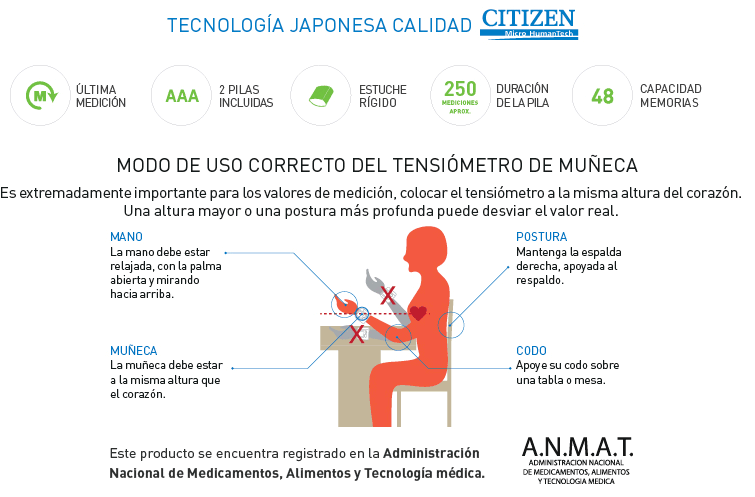 TECNOLOGÍA JAPONESA CALIDAD CITIZEN
Micro HumanTech
M
ÚLTIMA
MEDICIÓN
AAA
2 PILAS
INCLUIDAS
ESTUCHE
RÍGIDO
250
MEDICIONES
APROX.
DURACIÓN
DE LA PILA
48
CAPACIDAD
MEMORIAS
MODO DE USO CORRECTO DEL TENSIÓMETRO DE MUÑECA
Es extremadamente importante para los valores de medición, colocar el tensiómetro a la misma altura del corazón.
Una altura mayor o una postura más profunda puede desviar el valor real.
MANO
La mano debe estar
relajada, con la palma
abierta y mirando
hacia arriba.
POSTURA
Mantenga la espalda
derecha, apoyada al
respaldo.
X
X
MUÑECA
La muñeca debe estar
a la misma altura que
el corazón.
CODO
Apoye su codo sobre
una tabla o mesa.
Este producto se encuentra registrado en la Administración
Nacional de Medicamentos, Alimentos y Tecnología médica.
A.N.M.A.T.
ADMINISTRACION NACIONAL
DE MEDICAMENTOS, ALIMENTOS
Y TECNOLOGIA MEDICA